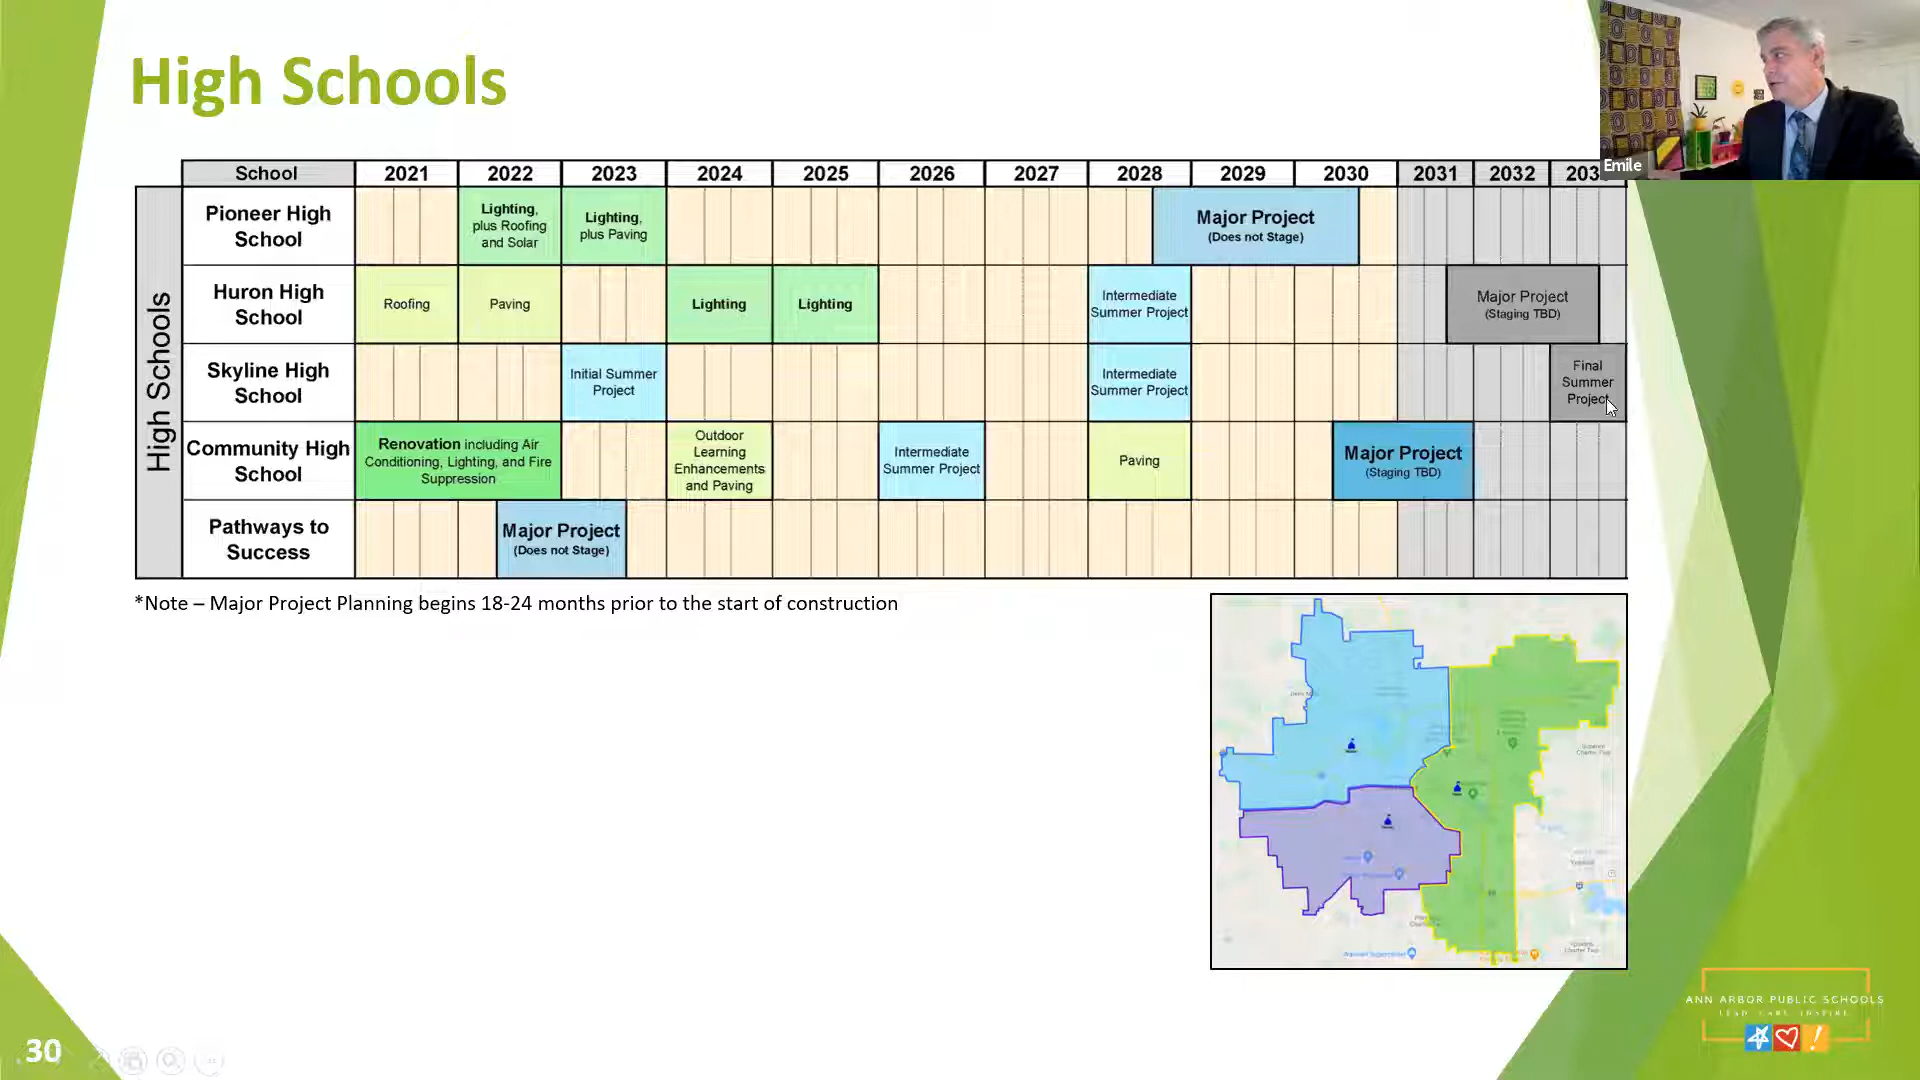 High Schools
Emile
School 2021 2022 2023 2024 2025 2026 2027 2028 2029 2030 2031 2032
High Schools
Pioneer High
School
Lighting,
plus Roofing
and Solar
Lighting,
plus Paving
Major Project
(Does not Stage)
Huron High
School
Roofing
Paving
Lighting
Lighting
Intermediate
Summer Project
Major Project
(Staging TBD)
Skyline High
School
Initial Summer
Project
Intermediate
Summer Project
Final
Summer
Project
Community High
School
Renovation including Air
Conditioning, Lighting, and Fire
Suppression
Outdoor
Learning
Enhancements
and Paving
Intermediate
Summer Project
Paving
Major Project
(Staging TBD)
Pathways to
Success
Major Project
(Does not Stage)
*Note – Major Project Planning begins 18-24 months prior to the start of construction
ANN ARBOR PUBLIC SCHOOLS
LEAD CARE INSPIRE
30